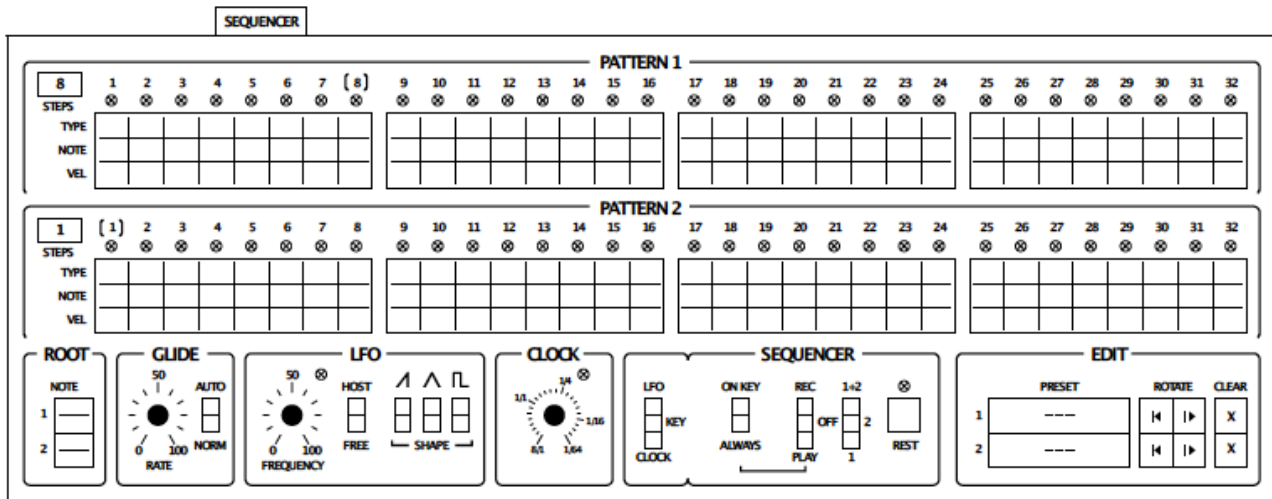 SEQUENCER
PATTERN 1
8 1 2 3 4 5 6 7 (8) 9 10 11 12 13 14 15 16 17 18 19 20 21 22 23 24 25 26 27 28 29 30 31 32
STEPS
TYPE
NOTE
VEL
PATTERN 2
1 (1) 2 3 4 5 6 7 8 9 10 11 12 13 14 15 16 17 18 19 20 21 22 23 24 25 26 27 28 29 30 31 32
STEPS
TYPE
NOTE
VEL
ROOT
NOTE
1
2
GLIDE
50
0 100
RATE
AUTO
NORM
LFO
50
0 100
FREQUENCY
HOST
FREE
SHAPE
CLOCK
1/4
1/1
1/16
8/1 1/64
LFO
KEY
CLOCK
SEQUENCER
ON KEY
ALWAYS
REC
OFF
PLAY
1+2
2
1
REST
EDIT
PRESET ROTATE CLEAR
1 --- X
2 --- X